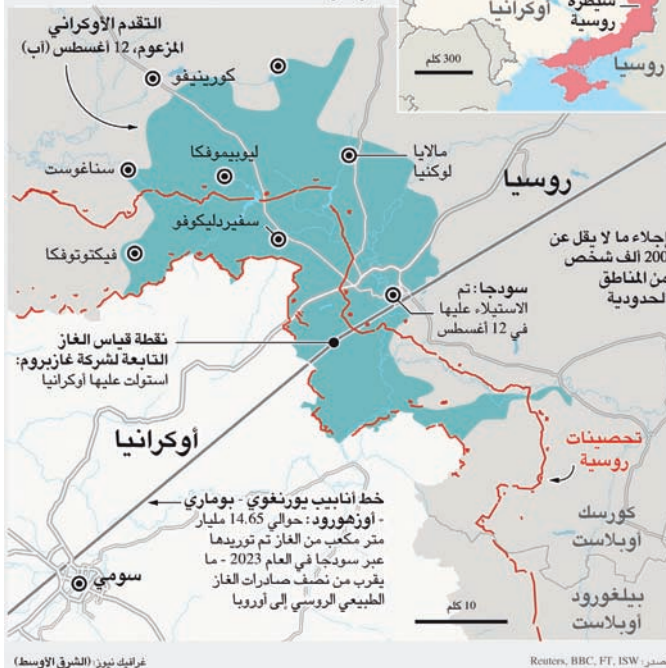 أوكرانيا
سيطرة
روسية
روسيا
300 كلم
التقدم الأوكراني
المزعوم، 12 أغسطس (آب)
كورينيفو
ليوبيموفكا
مالايا
لوكنيا
سناغوست
روسيا
سفيردليكوفو
فيكتوتوفكا
إجلاء ما لا يقل عن
200 ألف شخص
من المناطق
الحدودية
سودجا: تم
الاستيلاء عليها
في 12 أغسطس
نقطة قياس الغاز
التابعة لشركة غازبروم:
استولت عليها أوكرانيا
أوكرانيا
تحصينات
روسية
خط أنابيب يورنغوي - بوماري
- أوزهورود: حوالي 14.65 مليار
متر مكعب من الغاز تم توريدها
عبر سودجا في العام 2023 - ما
يقرب من نصف صادرات الغاز
الطبيعي الروسي إلى أوروبا
سومي
كورسك
أوبلاست
بيلغورود
أوبلاست
10 كلم
غرافيك نيوز: (الشرق الأوسط)
Reuters, BBC, FT, ISW